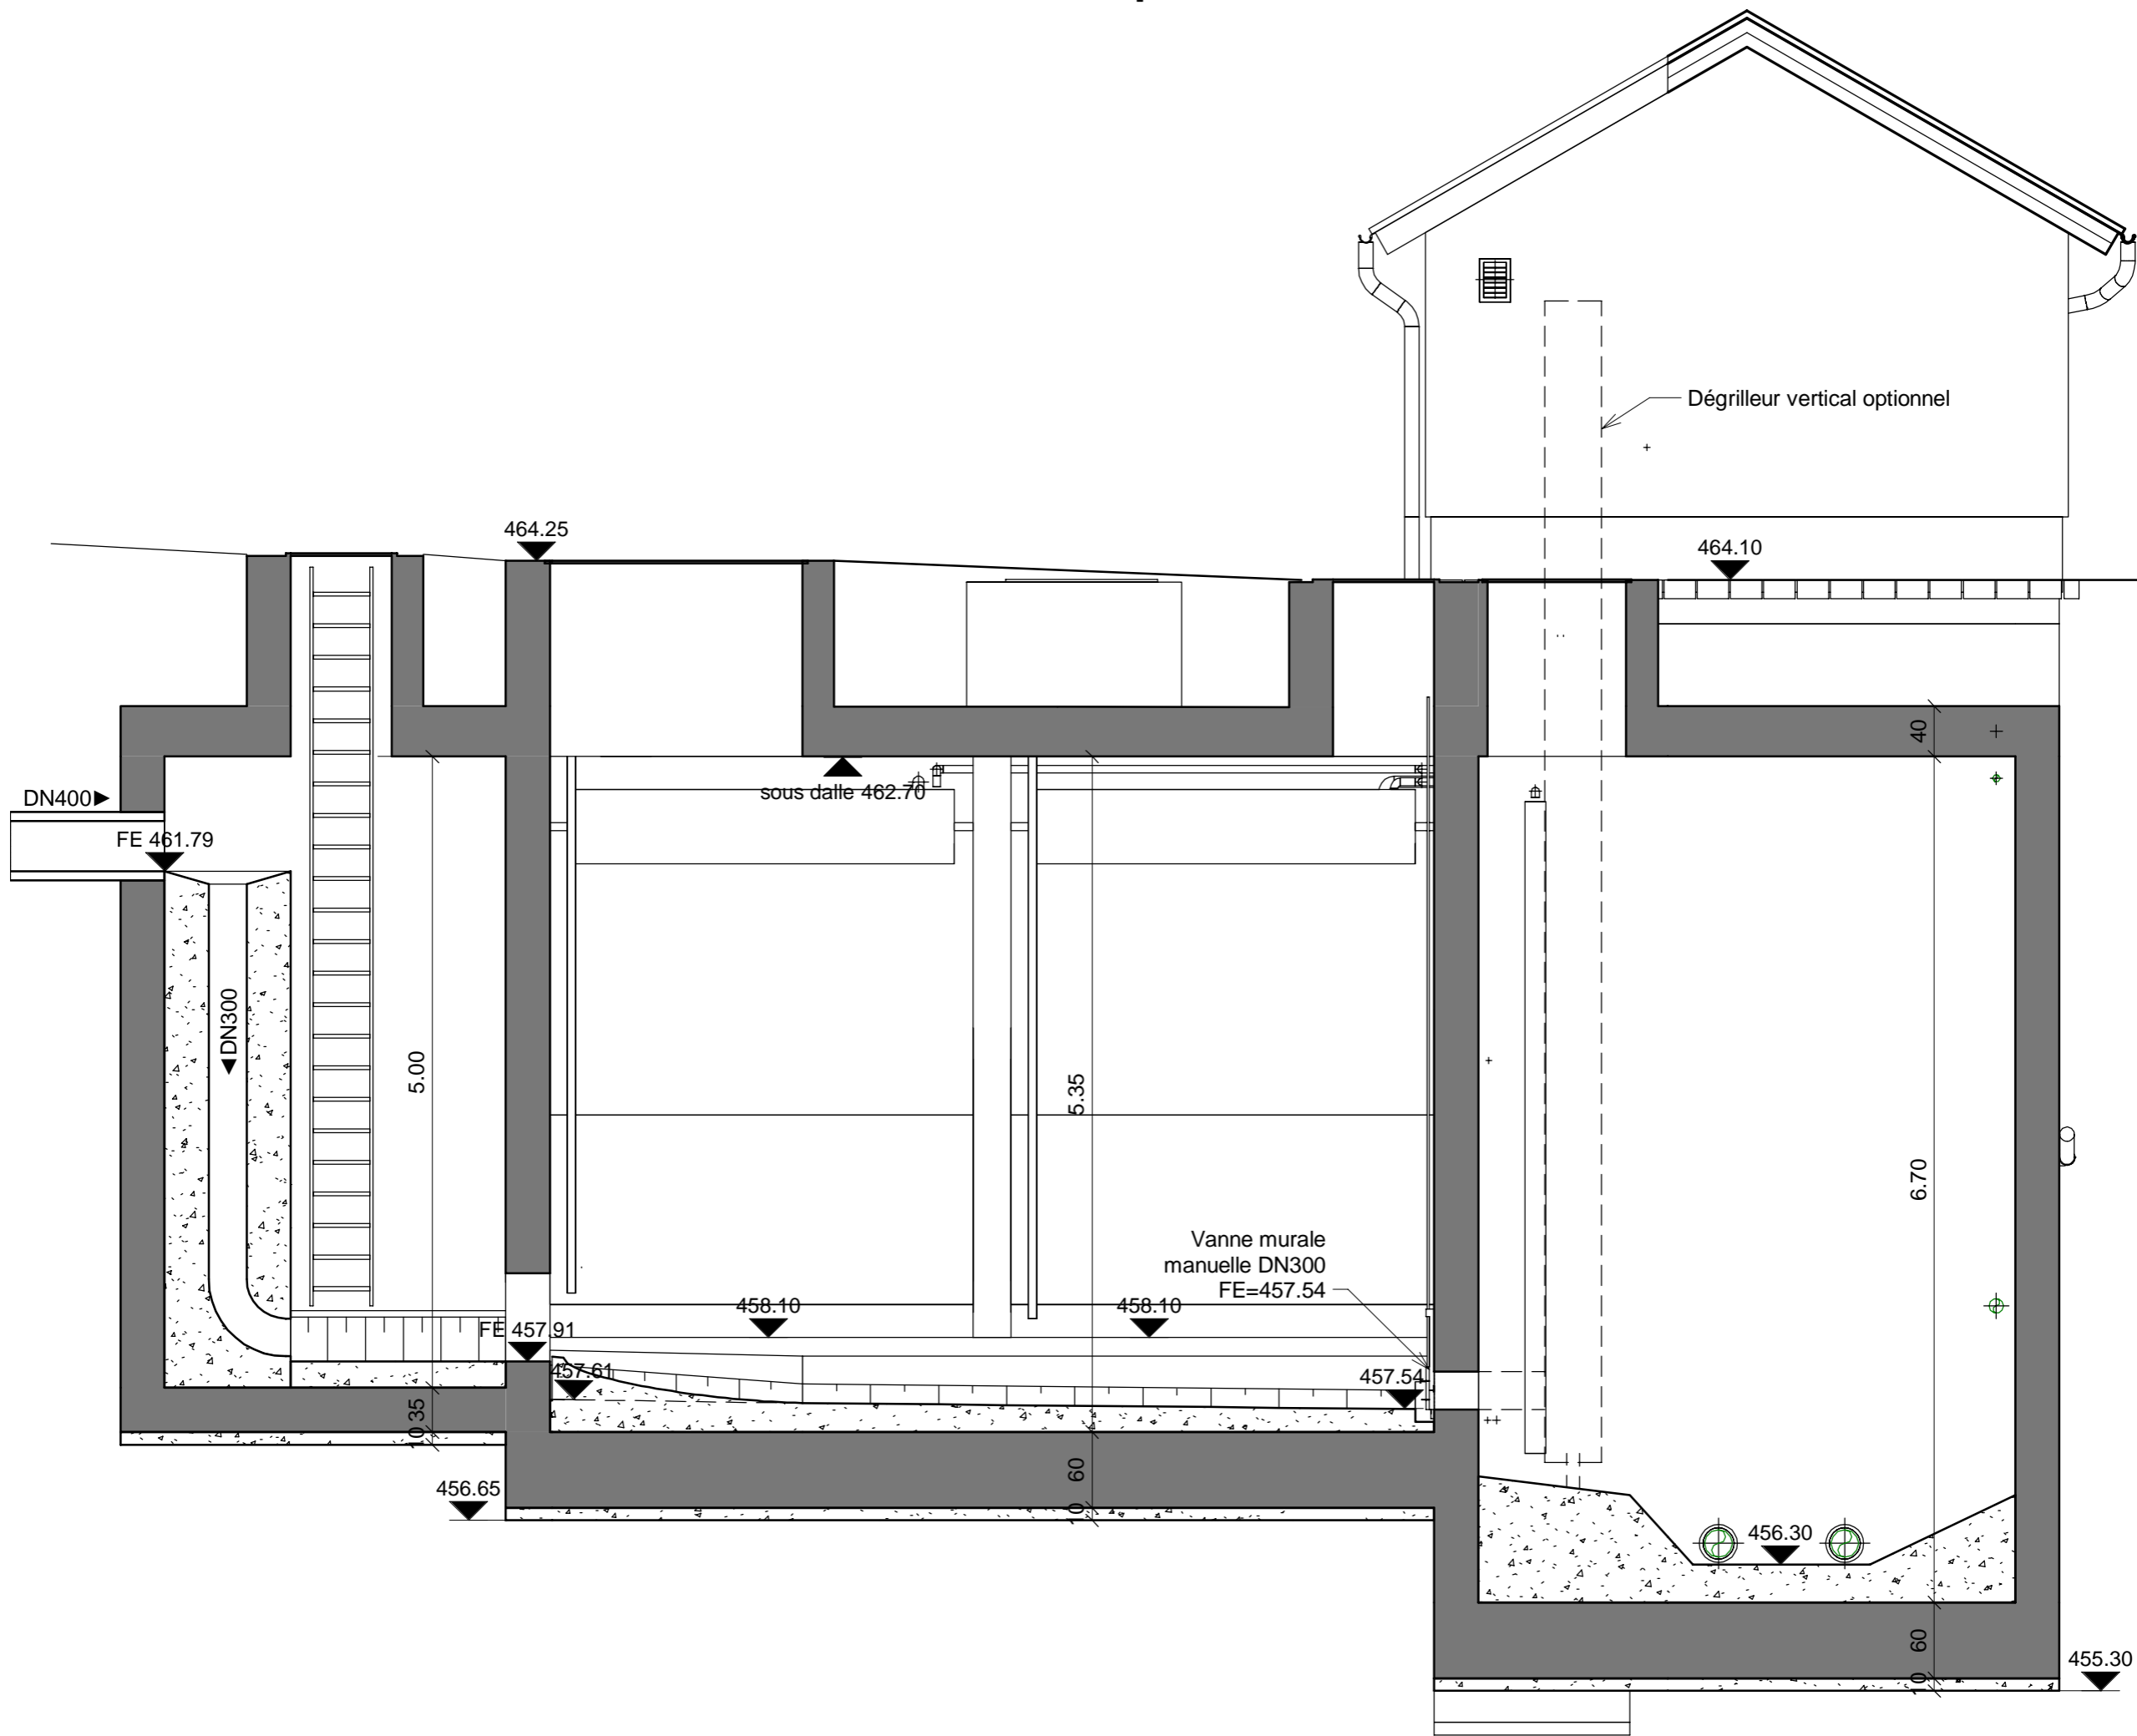 Dégrilleur vertical optionnel
464.25
464.10
40
DN400►
sous dalle 462.70
FE 461.79
◄DN300
5.00
5.35
6.70
Vanne murale
manuelle DN300
FE=457.54
458.10
458.10
FE 457.91
457.61
457.54
35
10
60
10
456.65
456.30
60
10
455.30